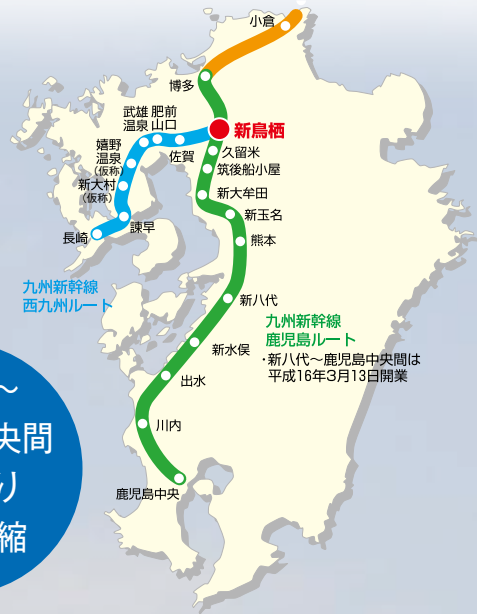 小倉
博多
新鳥栖
武雄
温泉
肥前
山口
佐賀
久留米
嬉野
温泉
（仮称）
筑後船小屋
新大村
（仮称）
新大牟田
新玉名
長崎
諫早
熊本
九州新幹線
西九州ルート
新八代
九州新幹線
鹿児島ルート
・新八代～鹿児島中央間は
平成16年3月13日開業
新水俣
出水
川内
鹿児島中央
～
央間
り
縮